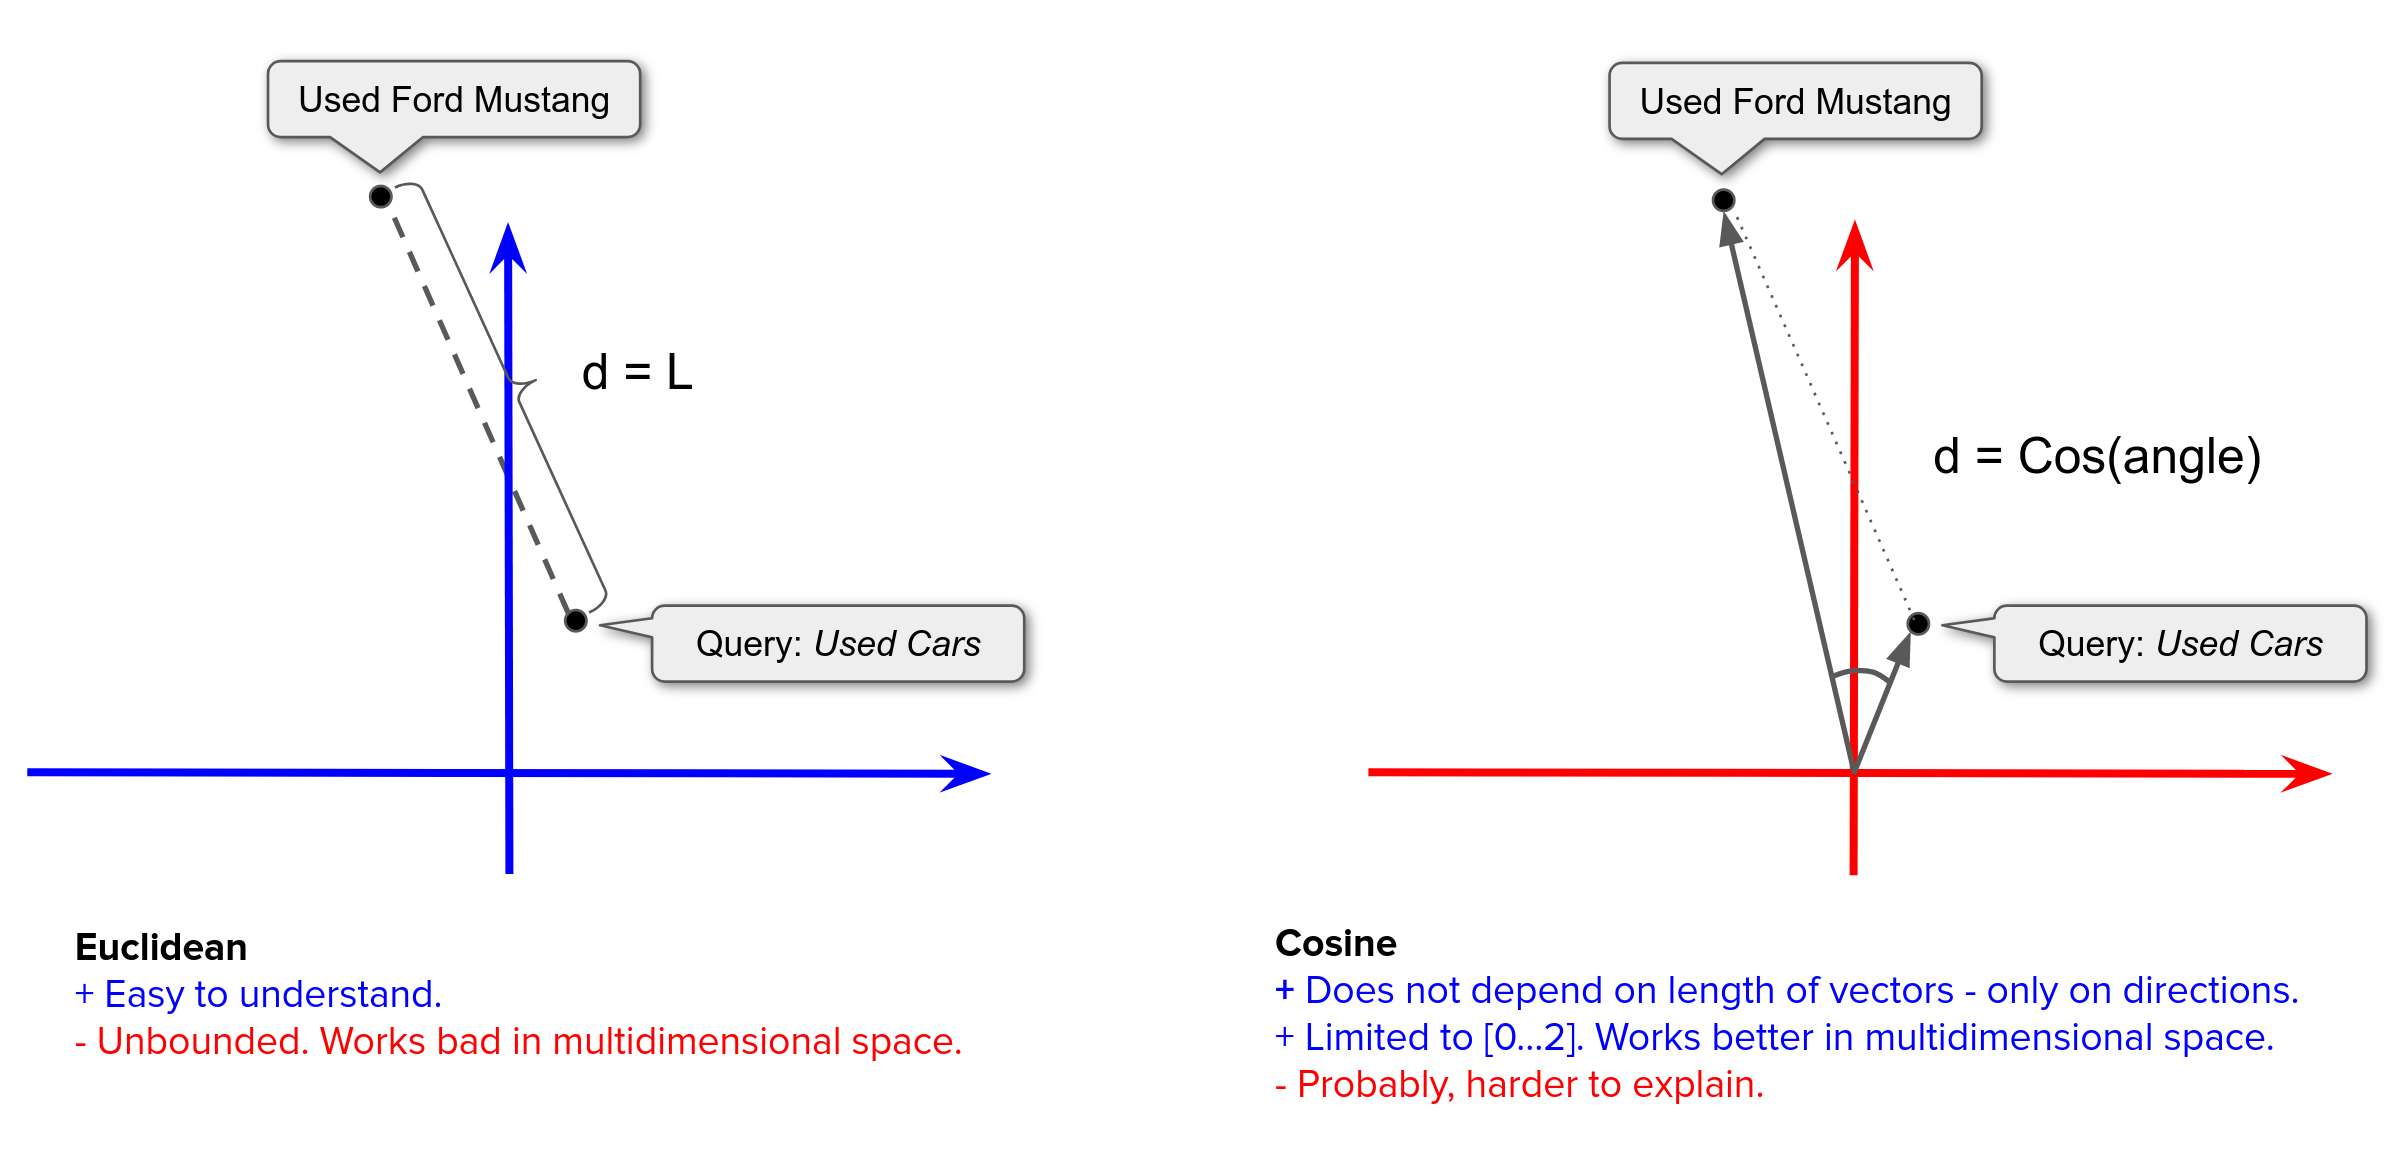 Used Ford Mustang
d = L
Query: Used Cars
Euclidean
+ Easy to understand.
- Unbounded. Works bad in multidimensional space.
Used Ford Mustang
d = Cos(angle)
Query: Used Cars
Cosine
+ Does not depend on length of vectors - only on directions.
+ Limited to [0...2]. Works better in multidimensional space.
- Probably, harder to explain.